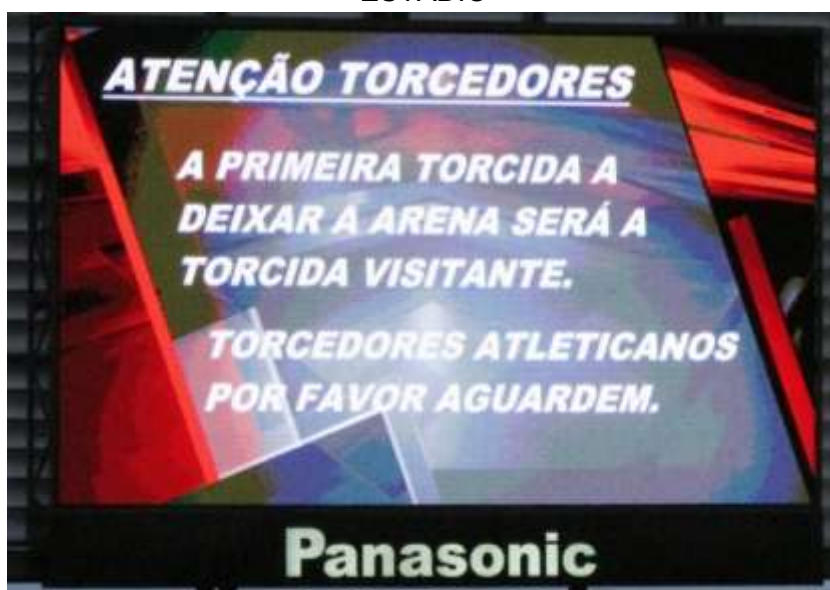 ATENÇÃO TORCEDORES
A PRIMEIRA TORCIDA A
DEIXAR A ARENA SERÁ A
TORCIDA VISITANTE.
TORCEDORES ATLETICANOS
POR FAVOR AGUARDEM.
Panasonic